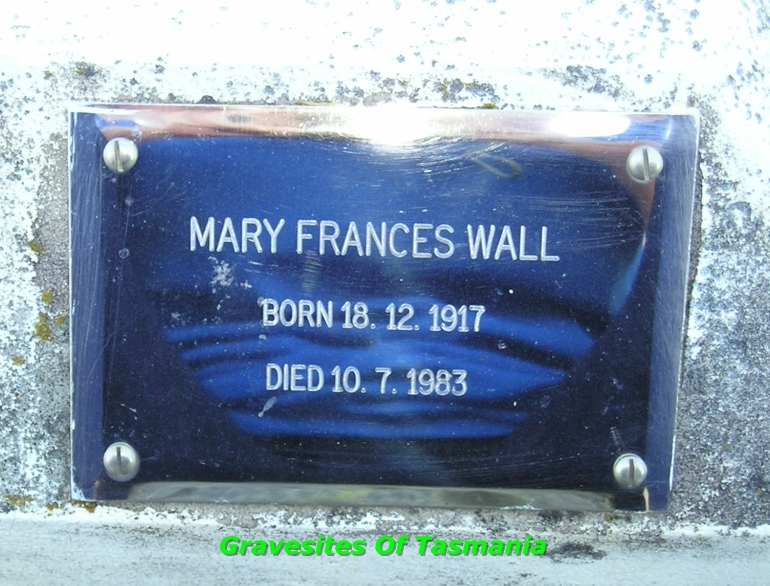 MARY FRANCES WALL
BORN 18. 12. 1917
DIED 10. 7. 1983
Gravesites Of Tasmania